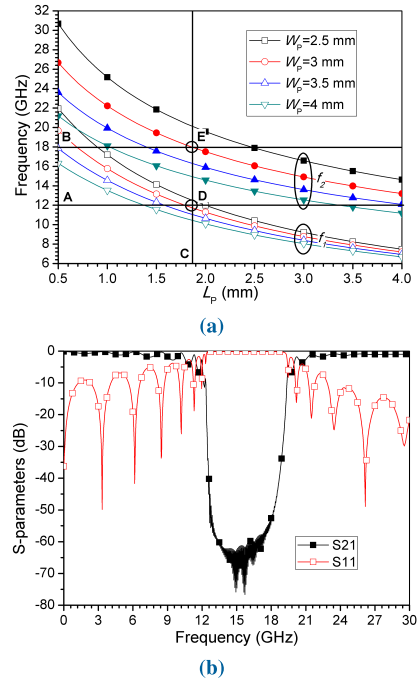 Frequency (GHz)
32
30
28
26
24
22
20
18
16
14
12
10
8
6
W_P=2.5 mm
W_P=3 mm
W_P=3.5 mm
W_P=4 mm
B
E
A
D
C
f_2
f_1
0.5 1.0 1.5 2.0 2.5 3.0 3.5 4.0
L_P (mm)
(a)
S-parameters (dB)
0
-10
-20
-30
-40
-50
-60
-70
-80
S21
S11
0 3 6 9 12 15 18 21 24 27 30
Frequency (GHz)
(b)